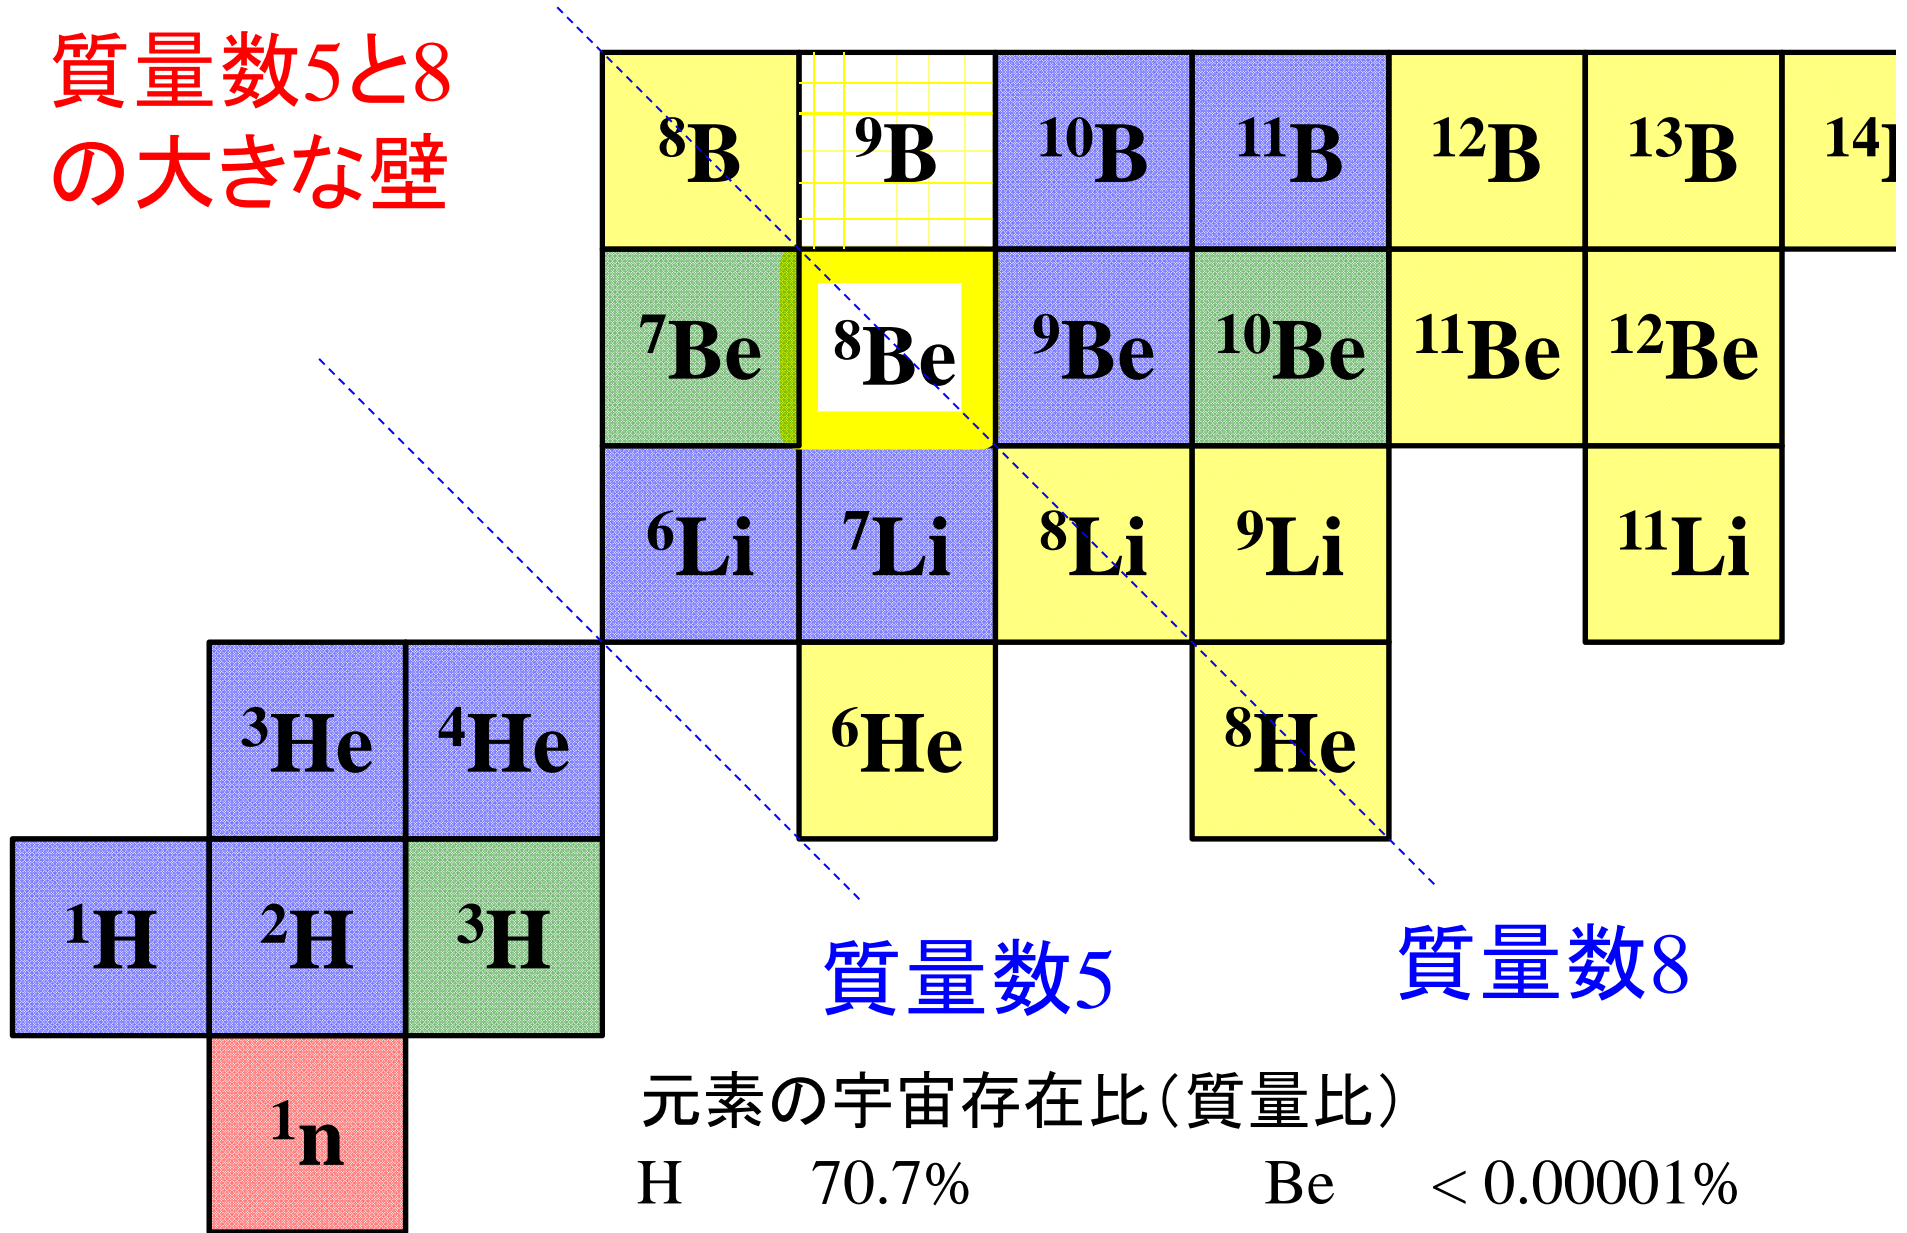 質量数5と8
の大きな壁
⁸B ⁹B ¹⁰B ¹¹B ¹²B ¹³B ¹⁴
⁷Be ⁸Be ⁹Be ¹⁰Be ¹¹Be ¹²Be
⁶Li ⁷Li ⁸Li ⁹Li ¹¹Li
³He ⁴He ⁶He ⁸He
¹H ²H ³H
質量数5 質量数8
¹n
元素の宇宙存在比（質量比）
H 70.7% Be < 0.00001%